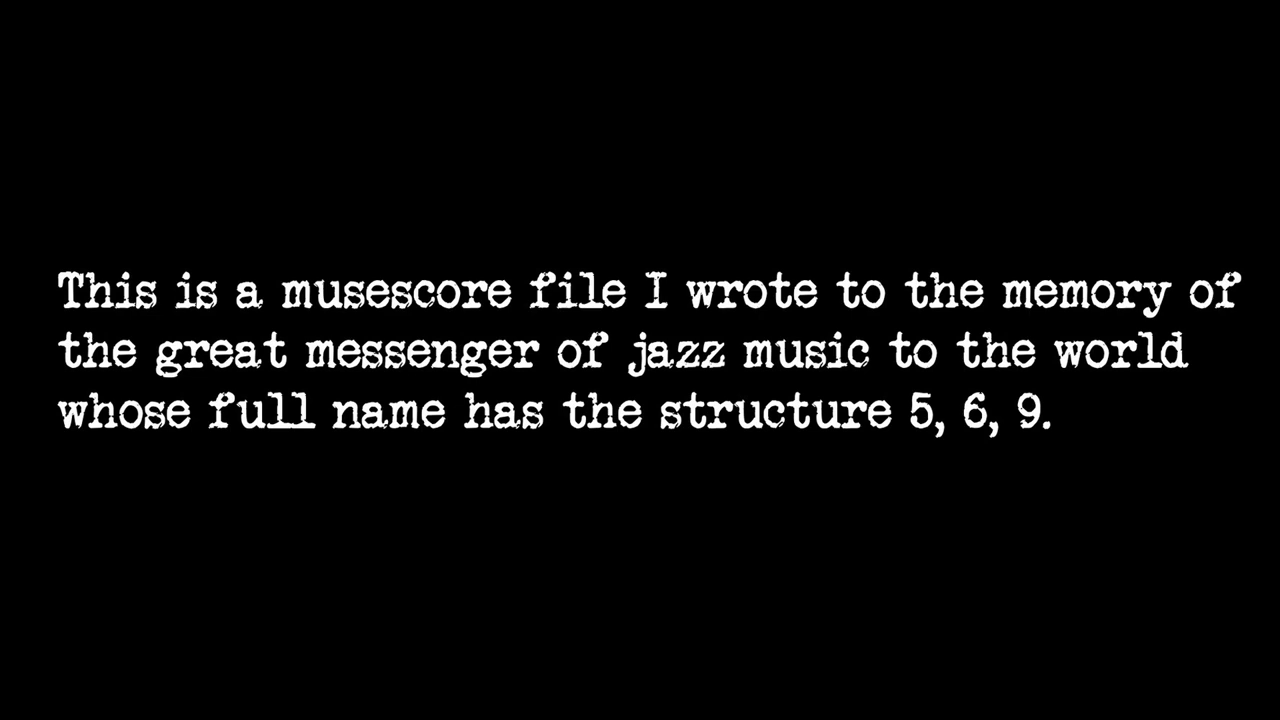 This is a musescore file I wrote to the memory of
the great messenger of jazz music to the world
whose full name has the structure 5, 6, 9.